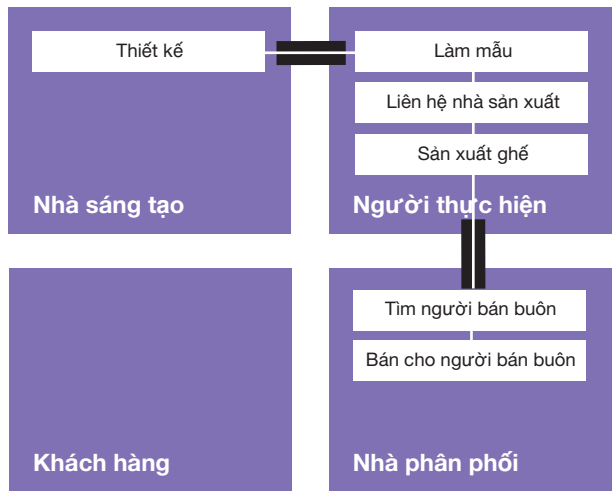 Thiết kế
Nhà sáng tạo
Làm mẫu
Liên hệ nhà sản xuất
Sản xuất ghế
Người thực hiện
Khách hàng
Tìm người bán buôn
Bán cho người bán buôn
Nhà phân phối